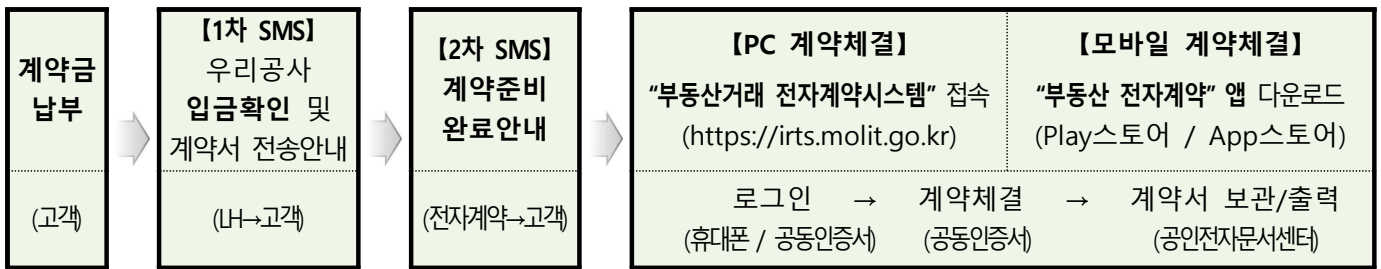 계약금
납부
(고객)
【1차 SMS】
우리공사
입금확인 및
계약서 전송안내
(LH→고객)
【2차 SMS】
계약준비
완료안내
(전자계약→고객)
【PC 계약체결】
“부동산거래 전자계약시스템” 접속
(https://irts.molit.go.kr)
【모바일 계약체결】
“부동산 전자계약” 앱 다운로드
(Play스토어 / App스토어)
로그인 → 계약체결 → 계약서 보관/출력
(휴대폰 / 공동인증서) (공동인증서) (공인전자문서센터)